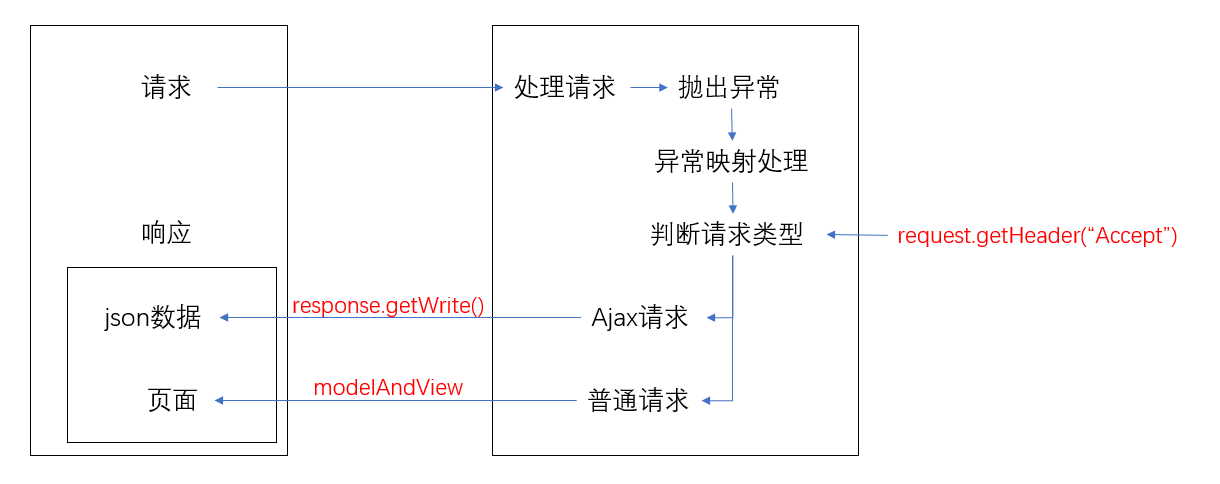 请求
处理请求
抛出异常
异常映射处理
响应
判断请求类型
request.getHeader(“Accept”)
json数据
response.getWrite()
Ajax请求
页面
modelAndView
普通请求